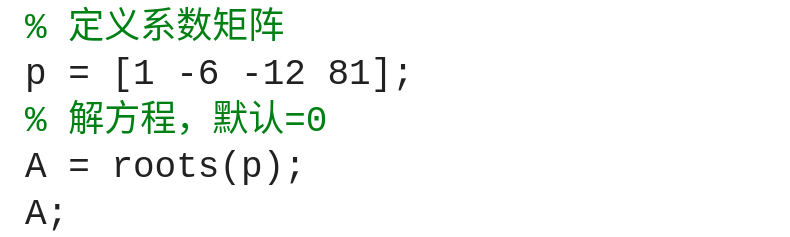 % 定义系数矩阵
p = [1 -6 -12 81];
% 解方程，默认=0
A = roots(p);
A;